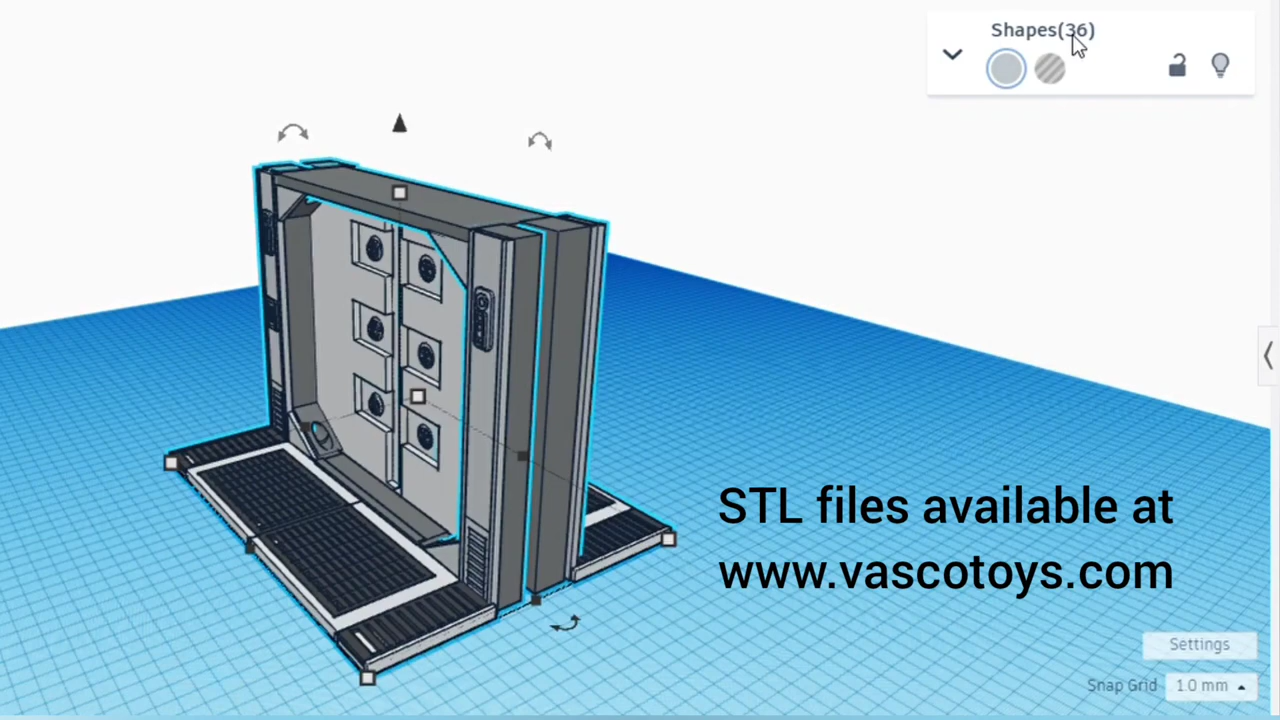 Shapes(36)
STL files available at
www.vascotoys.com
Settings
Snap Grid 1.0 mm